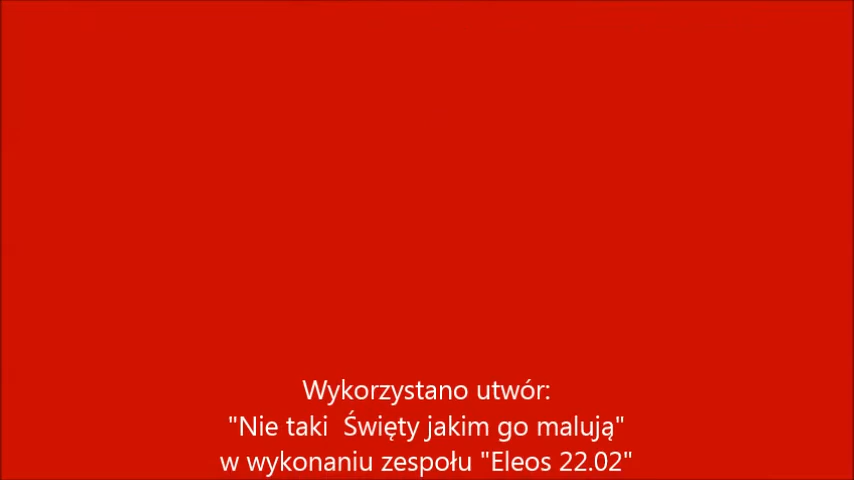 Wykorzystano utwór:
"Nie taki  Święty jakim go malują"
w wykonaniu zespołu "Eleos 22.02"